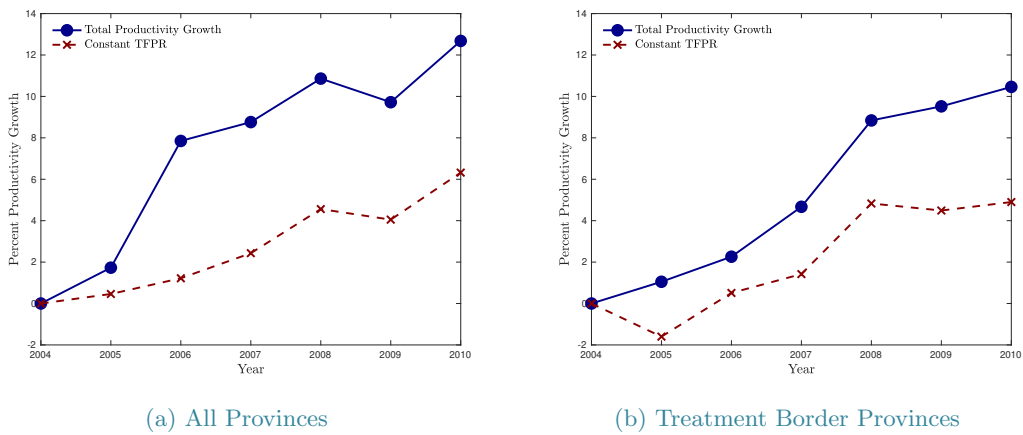 14
12
10
8
6
4
2
0
-2
Percent Productivity Growth
Total Productivity Growth
Constant TFPR
2004 2005 2006 2007 2008 2009 2010
Year
(a) All Provinces
14
12
10
8
6
4
2
0
-2
Percent Productivity Growth
Total Productivity Growth
Constant TFPR
2004 2005 2006 2007 2008 2009 2010
Year
(b) Treatment Border Provinces